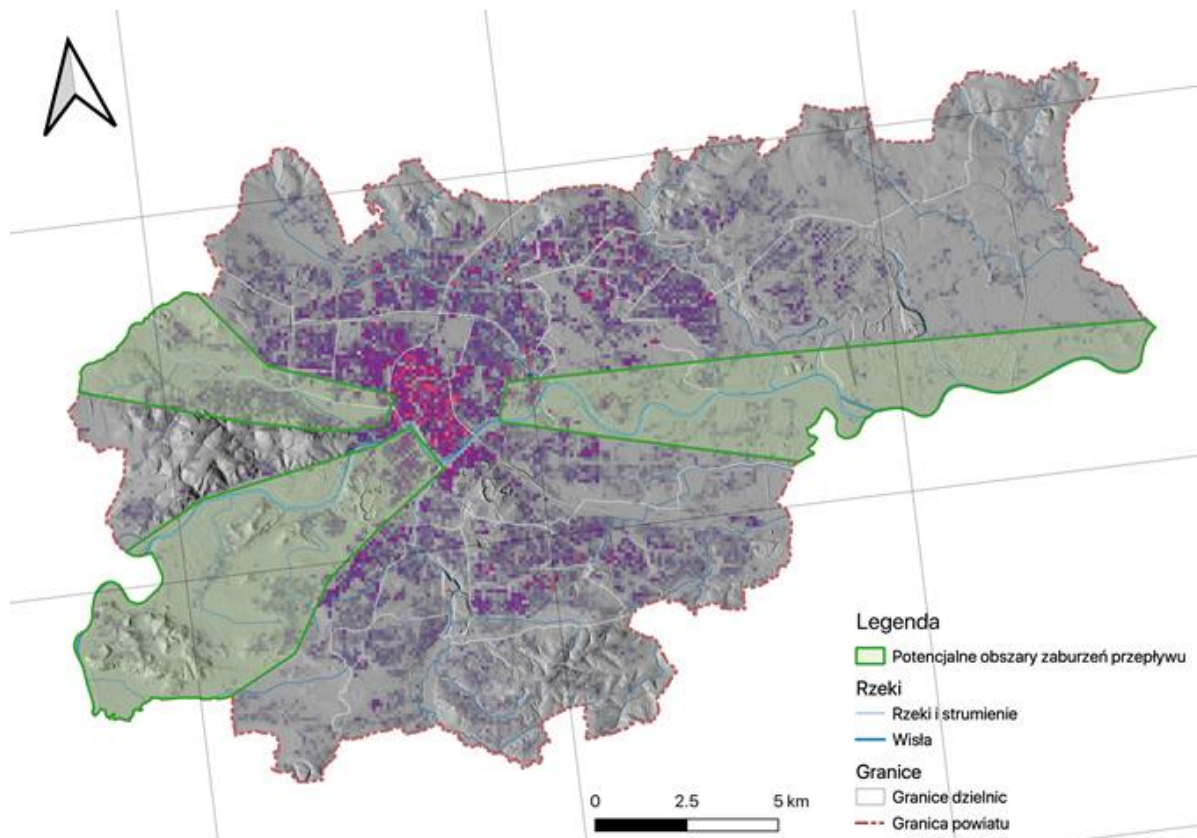 Legenda
Potencjalne obszary zaburzeń przepływu
Rzeki
Rzeki i strumienie
Wisła
Granice
Granice dzielnic
Granica powiatu
0 2.5 5 km